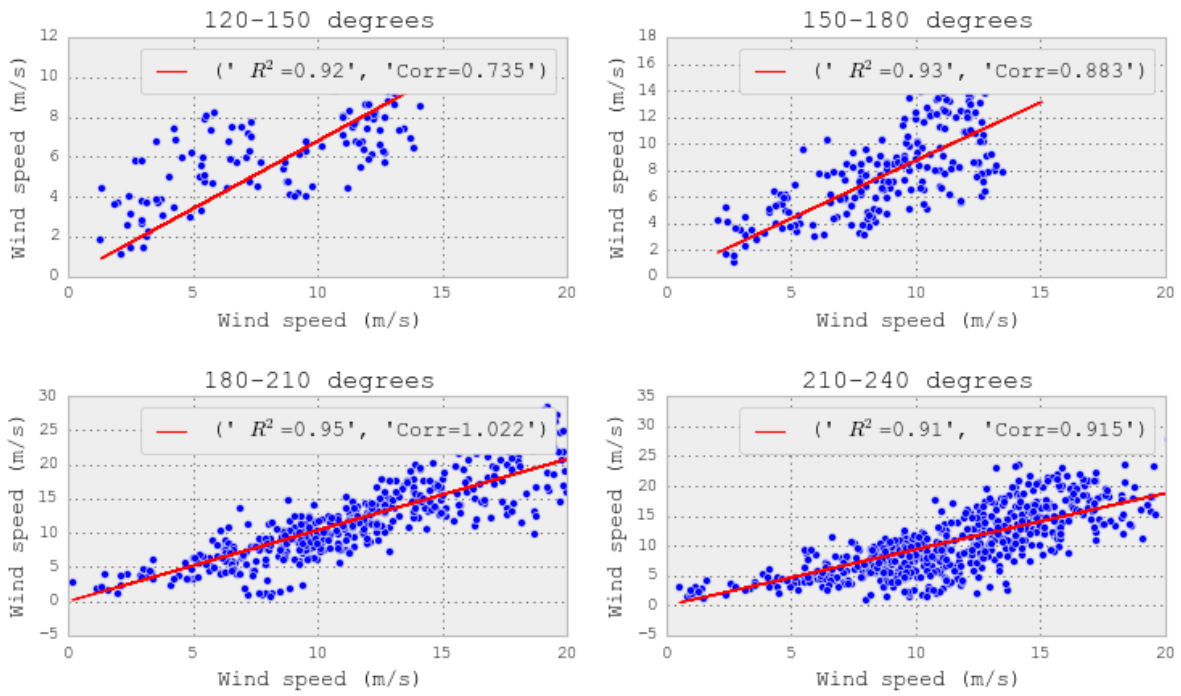 120-150 degrees
12
10
8
6
4
2
0
Wind speed (m/s)
(' R²=0.92', 'Corr=0.735')
0 5 10 15 20
Wind speed (m/s)
150-180 degrees
18
16
14
12
10
8
6
4
2
0
Wind speed (m/s)
(' R²=0.93', 'Corr=0.883')
0 5 10 15 20
Wind speed (m/s)
180-210 degrees
30
25
20
15
10
5
0
−5
Wind speed (m/s)
(' R²=0.95', 'Corr=1.022')
0 5 10 15 20
Wind speed (m/s)
210-240 degrees
35
30
25
20
15
10
5
0
−5
Wind speed (m/s)
(' R²=0.91', 'Corr=0.915')
0 5 10 15 20
Wind speed (m/s)